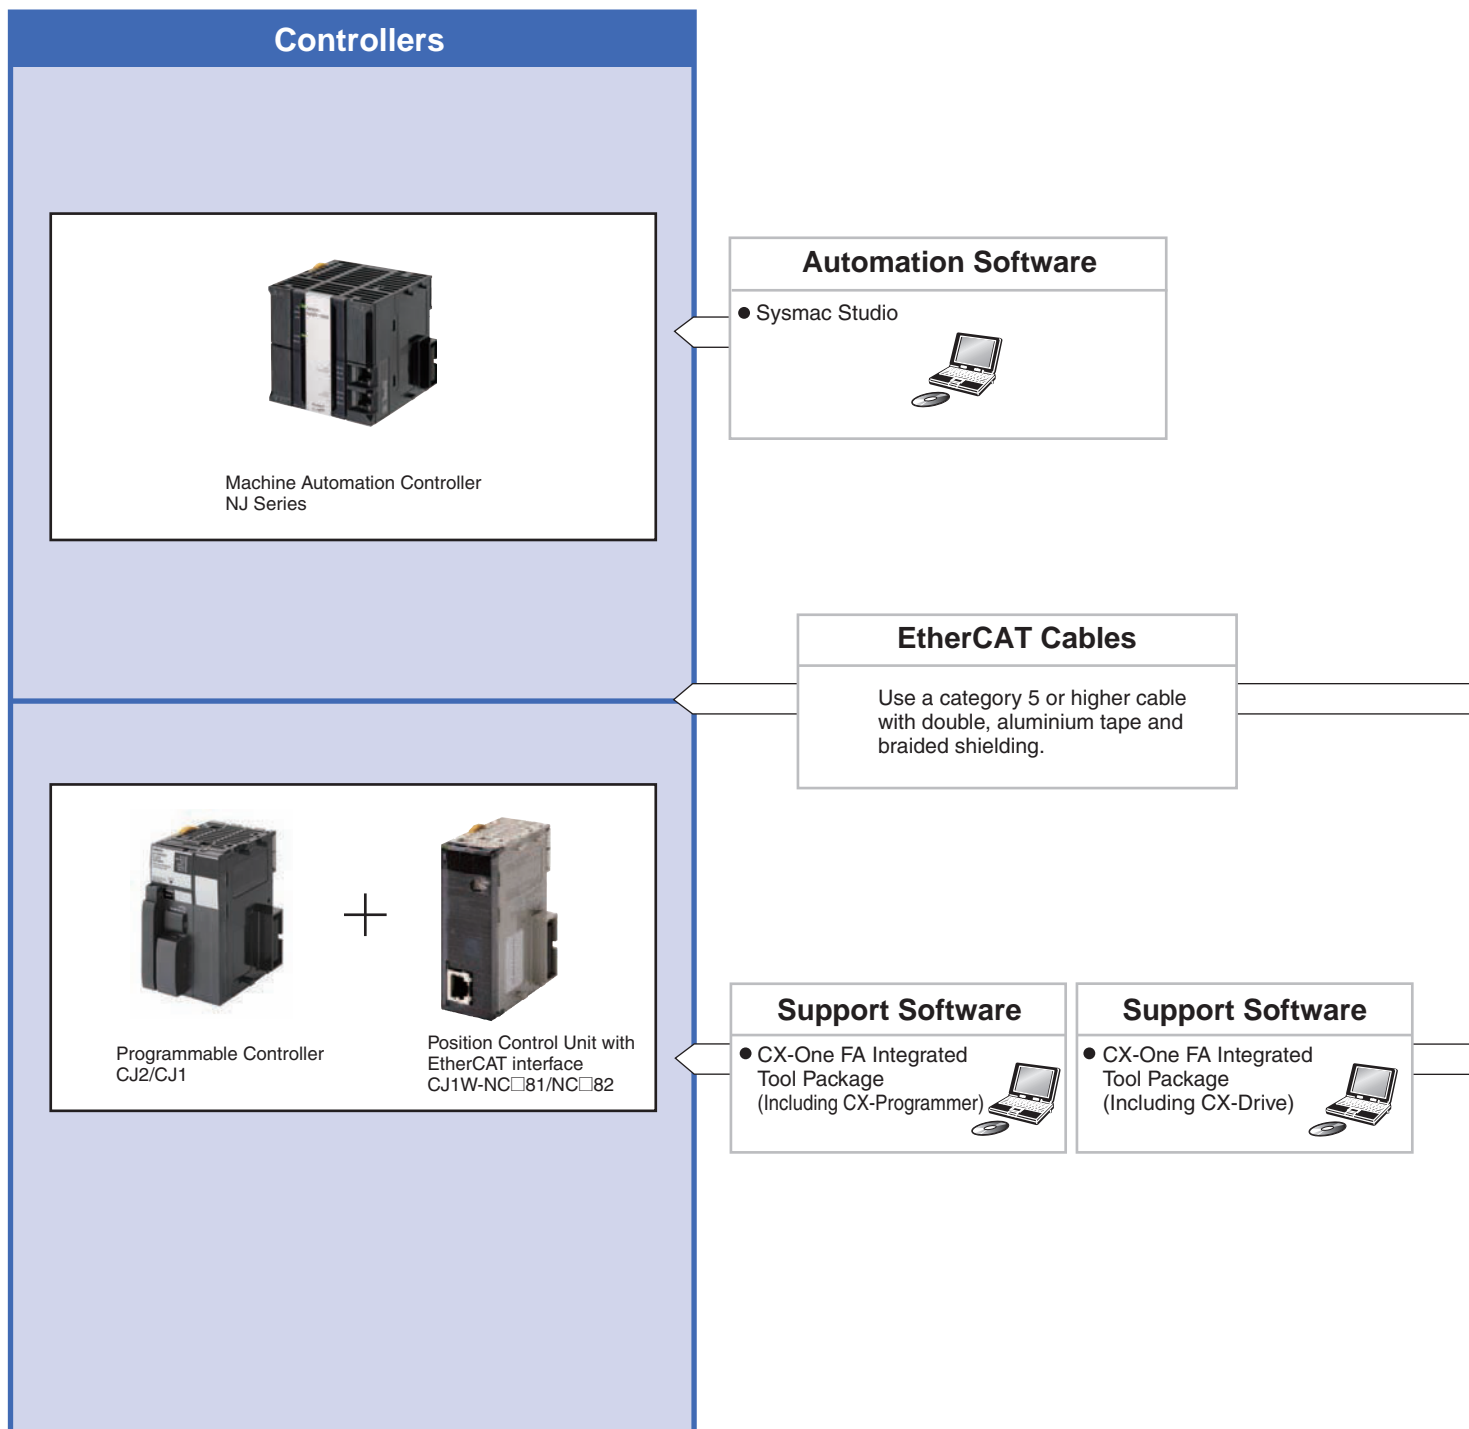 Controllers
Machine Automation Controller
NJ Series
Automation Software
● Sysmac Studio
EtherCAT Cables
Use a category 5 or higher cable
with double, aluminium tape and
braided shielding.
Programmable Controller
CJ2/CJ1
+
Position Control Unit with
EtherCAT interface
CJ1W-NC□81/NC□82
Support Software
● CX-One FA Integrated
Tool Package
(Including CX-Programmer)
Support Software
● CX-One FA Integrated
Tool Package
(Including CX-Drive)